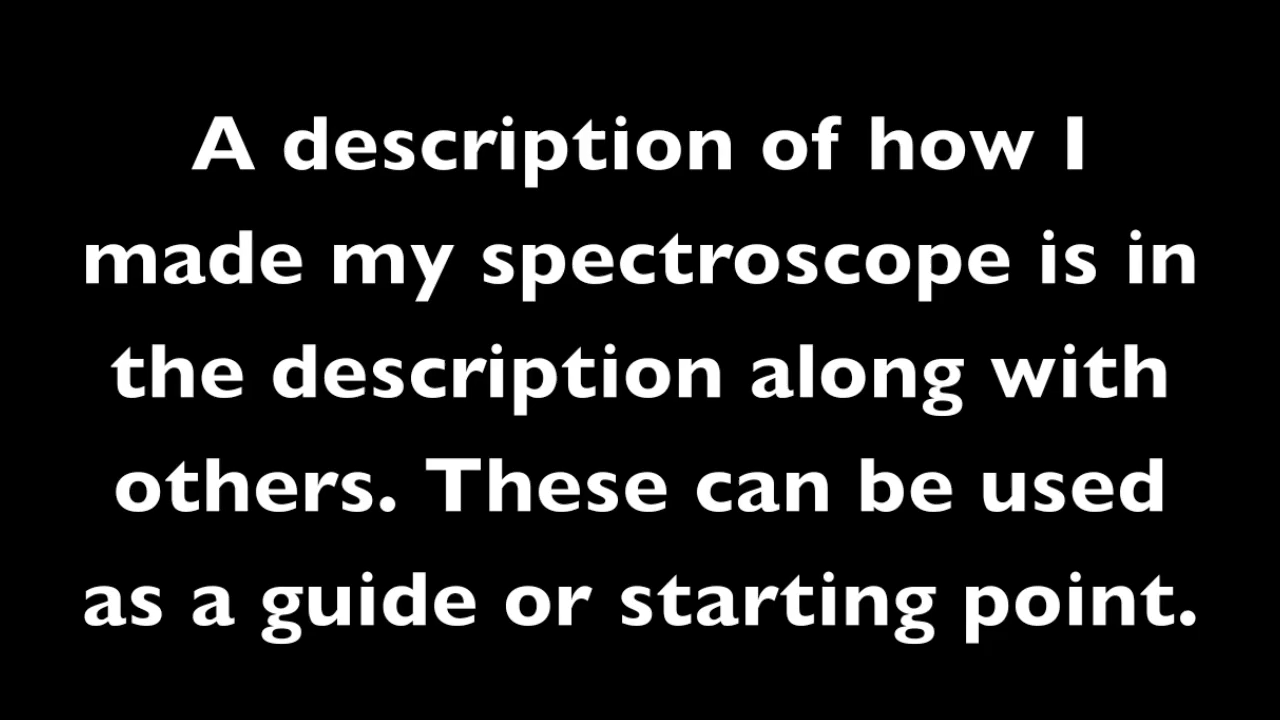 A description of how I
made my spectroscope is in
the description along with
others. These can be used
as a guide or starting point.